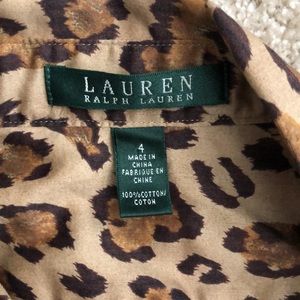 LAUREN
RALPH LAUREN
4
MADE IN
CHINA
FABRIQUE EN
CHINE
100%COTTON/
COTON